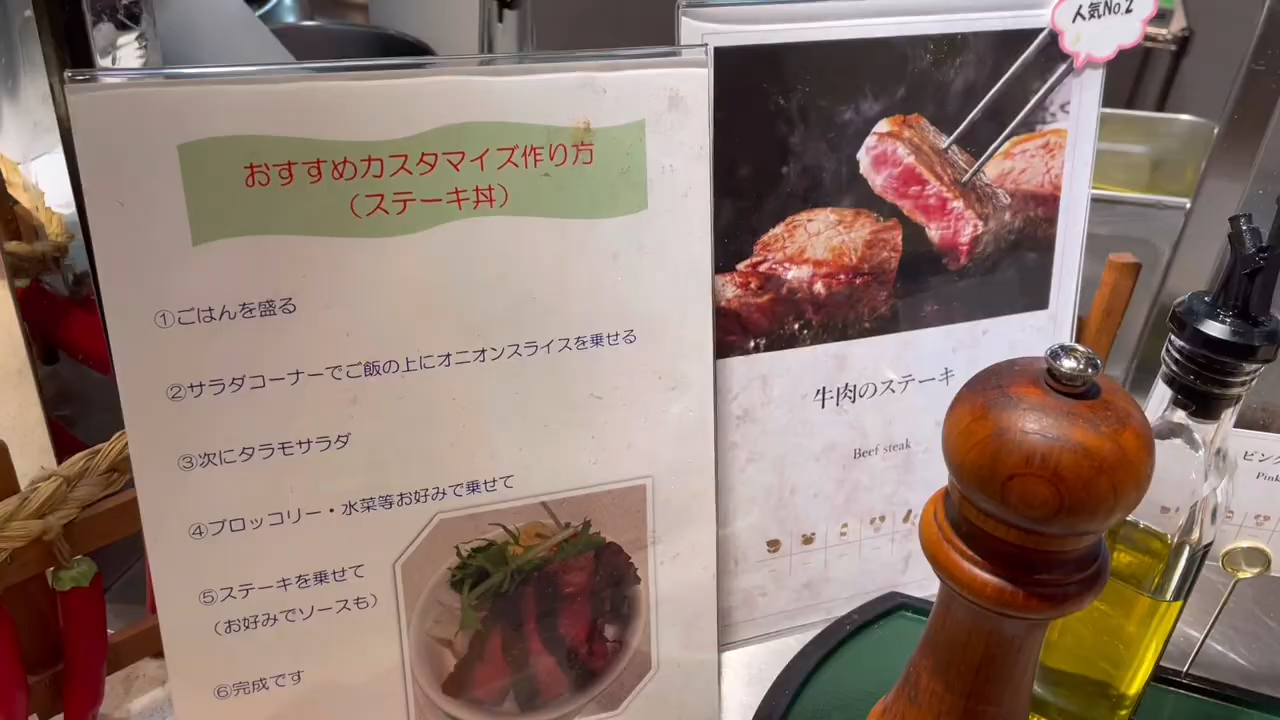 おすすめカスタマイズ作り方
（ステーキ丼）
①ごはんを盛る
②サラダコーナーでご飯の上にオニオンスライスを乗せる
③次にタラモサラダ
④ブロッコリー・水菜等お好みで乗せて
⑤ステーキを乗せて
（お好みでソースも）
⑥完成です
人気No.2
牛肉のステーキ
Beef steak
ピンク
Pink